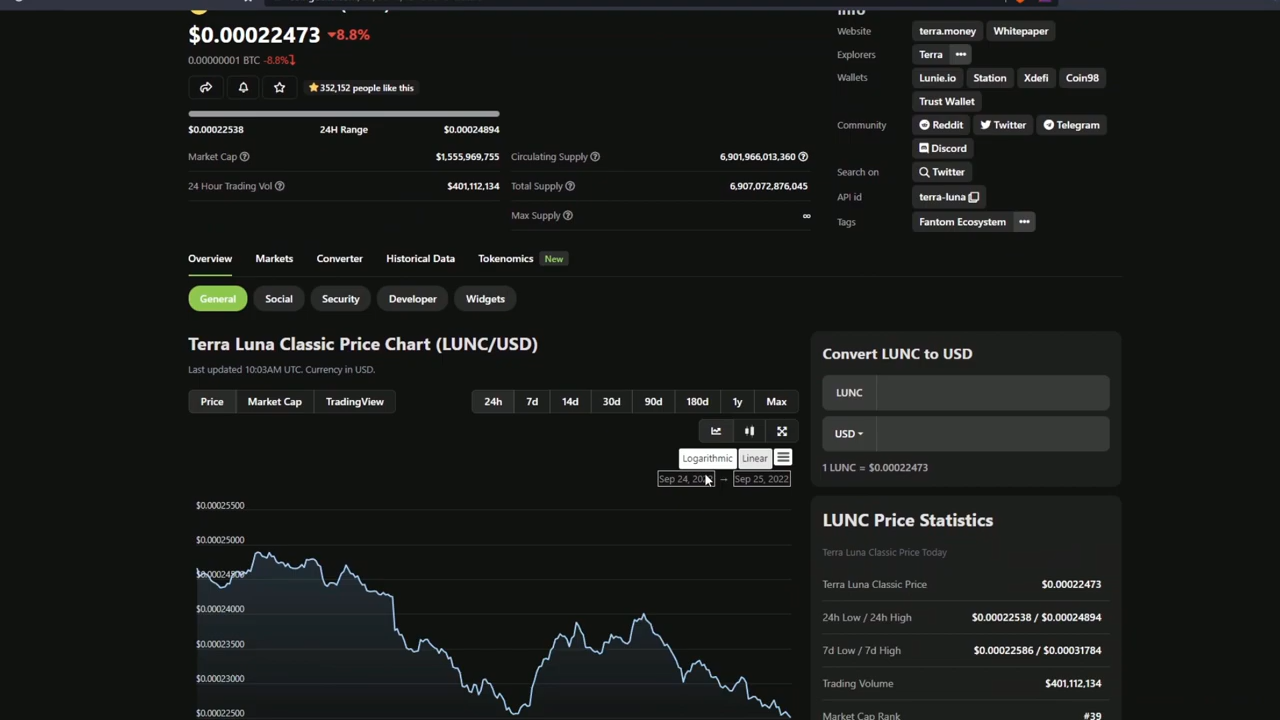 $0.00022473 8.8%
0.00000001 BTC -8.8%
352,152 people like this
$0.00022538 24H Range $0.00024894
Market Cap $1,555,969,755
24 Hour Trading Vol $401,112,134
Circulating Supply 6,901,966,013,360
Total Supply 6,907,072,876,045
Max Supply ∞
Info
Website terra.money Whitepaper
Explorers Terra
Wallets Lunie.io Station Xdefi Coin98
Trust Wallet
Community Reddit Twitter Telegram
Discord
Search on Twitter
API id terra-luna
Tags Fantom Ecosystem
Overview Markets Converter Historical Data Tokenomics New
General Social Security Developer Widgets
Terra Luna Classic Price Chart (LUNC/USD)
Last updated 10:03AM UTC. Currency in USD.
Price Market Cap TradingView 24h 7d 14d 30d 90d 180d 1y Max
Logarithmic Linear
Sep 24, → Sep 25, 2022
$0.00025500
$0.00025000
$0.00024500
$0.00024000
$0.00023500
$0.00023000
$0.00022500
Convert LUNC to USD
LUNC
USD
1 LUNC = $0.00022473
LUNC Price Statistics
Terra Luna Classic Price Today
Terra Luna Classic Price $0.00022473
24h Low / 24h High $0.00022538 / $0.00024894
7d Low / 7d High $0.00022586 / $0.00031784
Trading Volume $401,112,134
Market Cap Rank #39